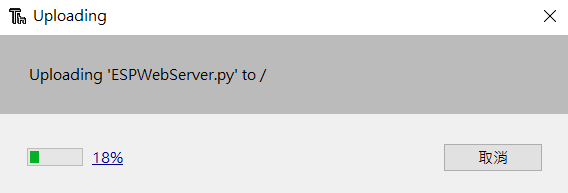 Uploading
Uploading 'ESPWebServer.py' to /
18%
取消